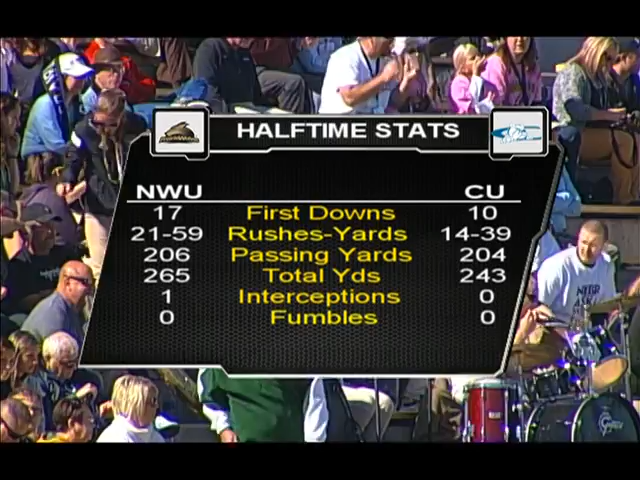 HALFTIME STATS
NWU CU
17 First Downs 10
21-59 Rushes-Yards 14-39
206 Passing Yards 204
265 Total Yds 243
1 Interceptions 0
0 Fumbles 0